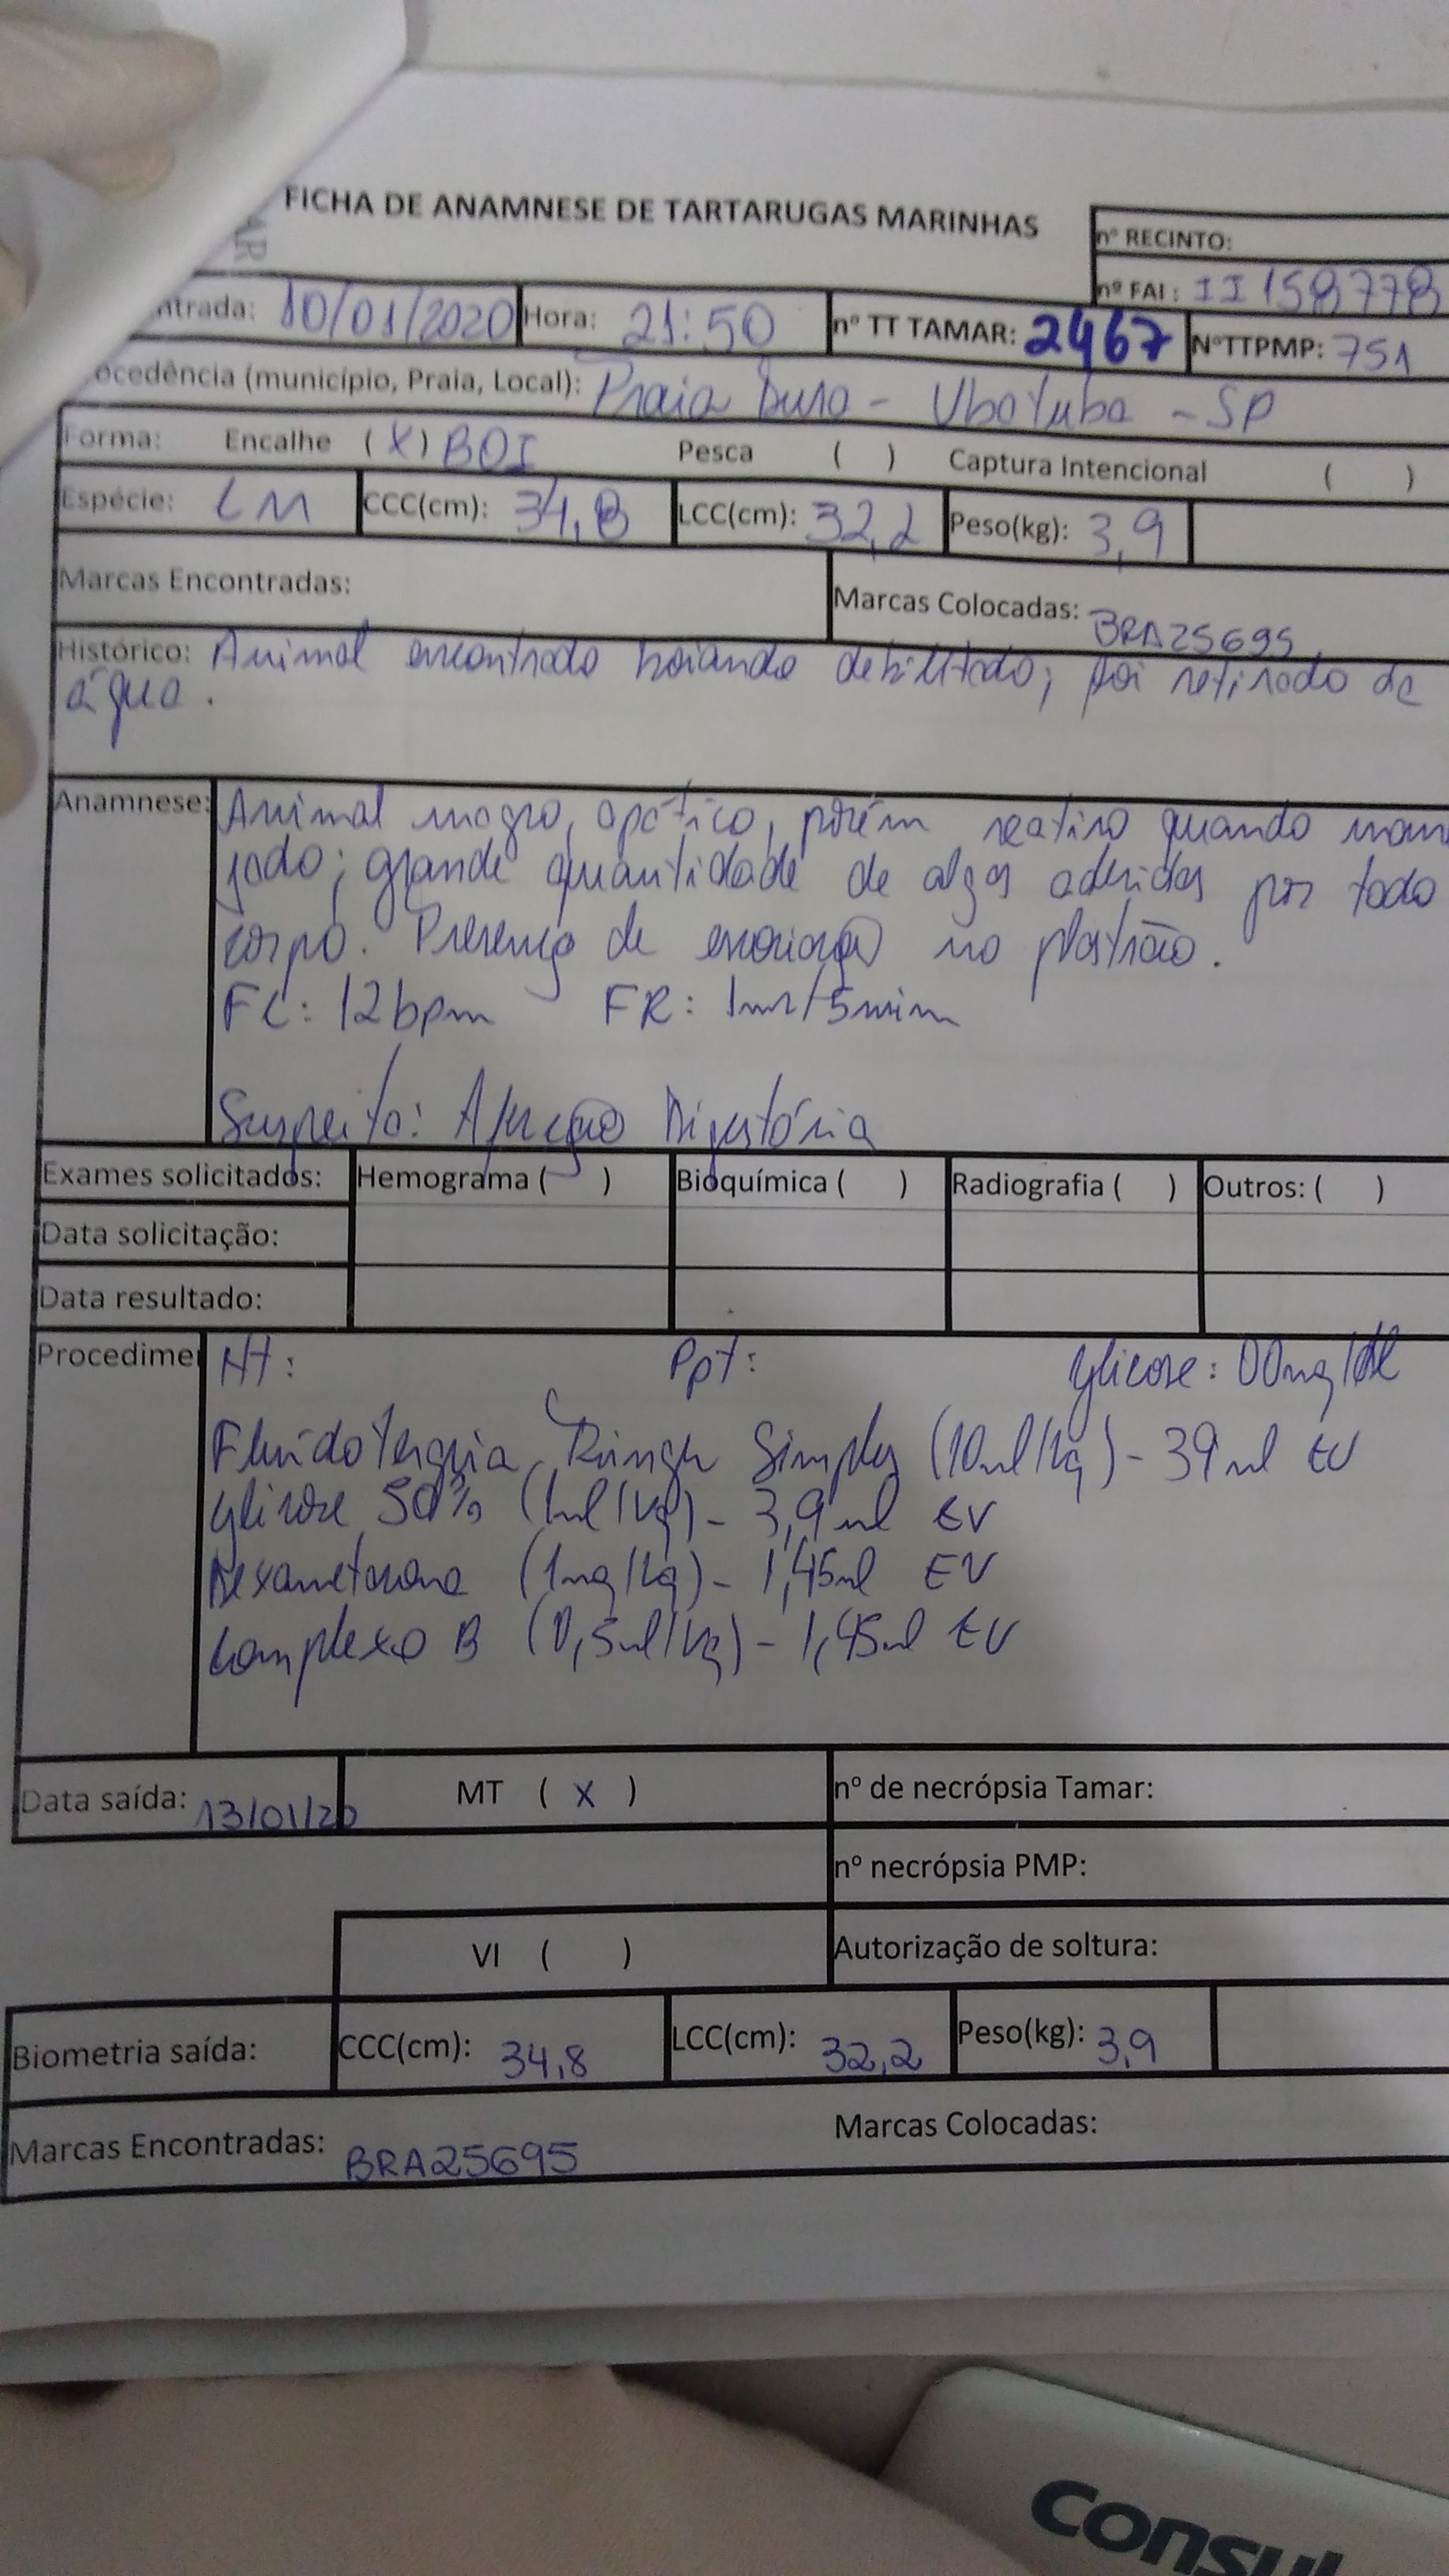 FICHA DE ANAMNESE DE TARTARUGAS MARINHAS
nº RECINTO:
nº FAI: II 158778
ntrada: 10/01/2020 Hora: 21:50 nº TT TAMAR: 2467 NºTTPMP: 751
ocedência (município, Praia, Local): Praia Dura - Ubatuba - SP
Forma: Encalhe (X) BOI Pesca ( ) Captura Intencional ( )
Espécie: CM CCC(cm): 34,8 LCC(cm): 32,2 Peso(kg): 3,9
Marcas Encontradas: Marcas Colocadas: BRA25695
Histórico: Animal encontrado boiando debilitado; foi retirado da
água.
Anamnese: Animal magro, apático, porém reativo quando mane
jado; grande quantidade de algas aderidas por todo
corpo. Presença de escoriação no plastrão.
FC: 12bpm FR: 1mr/5min
Suspeita: Afecção Digestória
Exames solicitados: Hemograma ( ) Bioquímica ( ) Radiografia ( ) Outros: ( )
Data solicitação:
Data resultado:
Procedimer Ht: Ppt: glicose: 00mg/dl
Fluidoterapia Ringer Simples (10ml/kg) - 39ml EV
glicose 50% (1ml/kg) - 3,9ml EV
Dexametasona (1mg/kg) - 1,45ml EV
complexo B (0,5ml/kg) - 1,45ml EV
Data saída: 13/01/20 MT ( X ) nº de necrópsia Tamar:
nº necrópsia PMP:
VI ( ) Autorização de soltura:
Biometria saída: CCC(cm): 34,8 LCC(cm): 32,2 Peso(kg): 3,9
Marcas Encontradas: BRA25695 Marcas Colocadas:
Consul